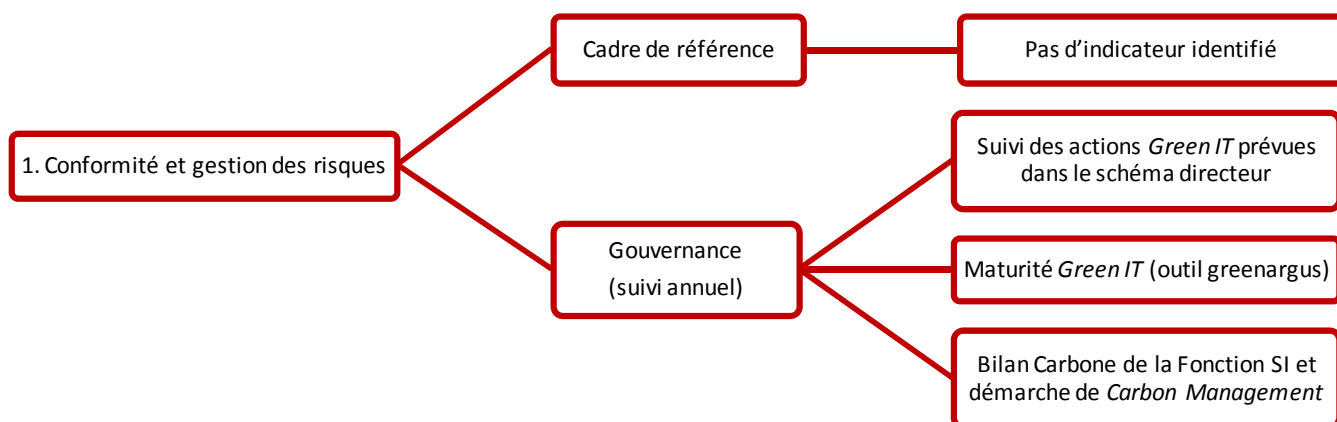 1. Conformité et gestion des risques
Cadre de référence
Pas d’indicateur identifié
Gouvernance
(suivi annuel)
Suivi des actions Green IT prévues
dans le schéma directeur
Maturité Green IT (outil greenargus)
Bilan Carbone de la Fonction SI et
démarche de Carbon Management